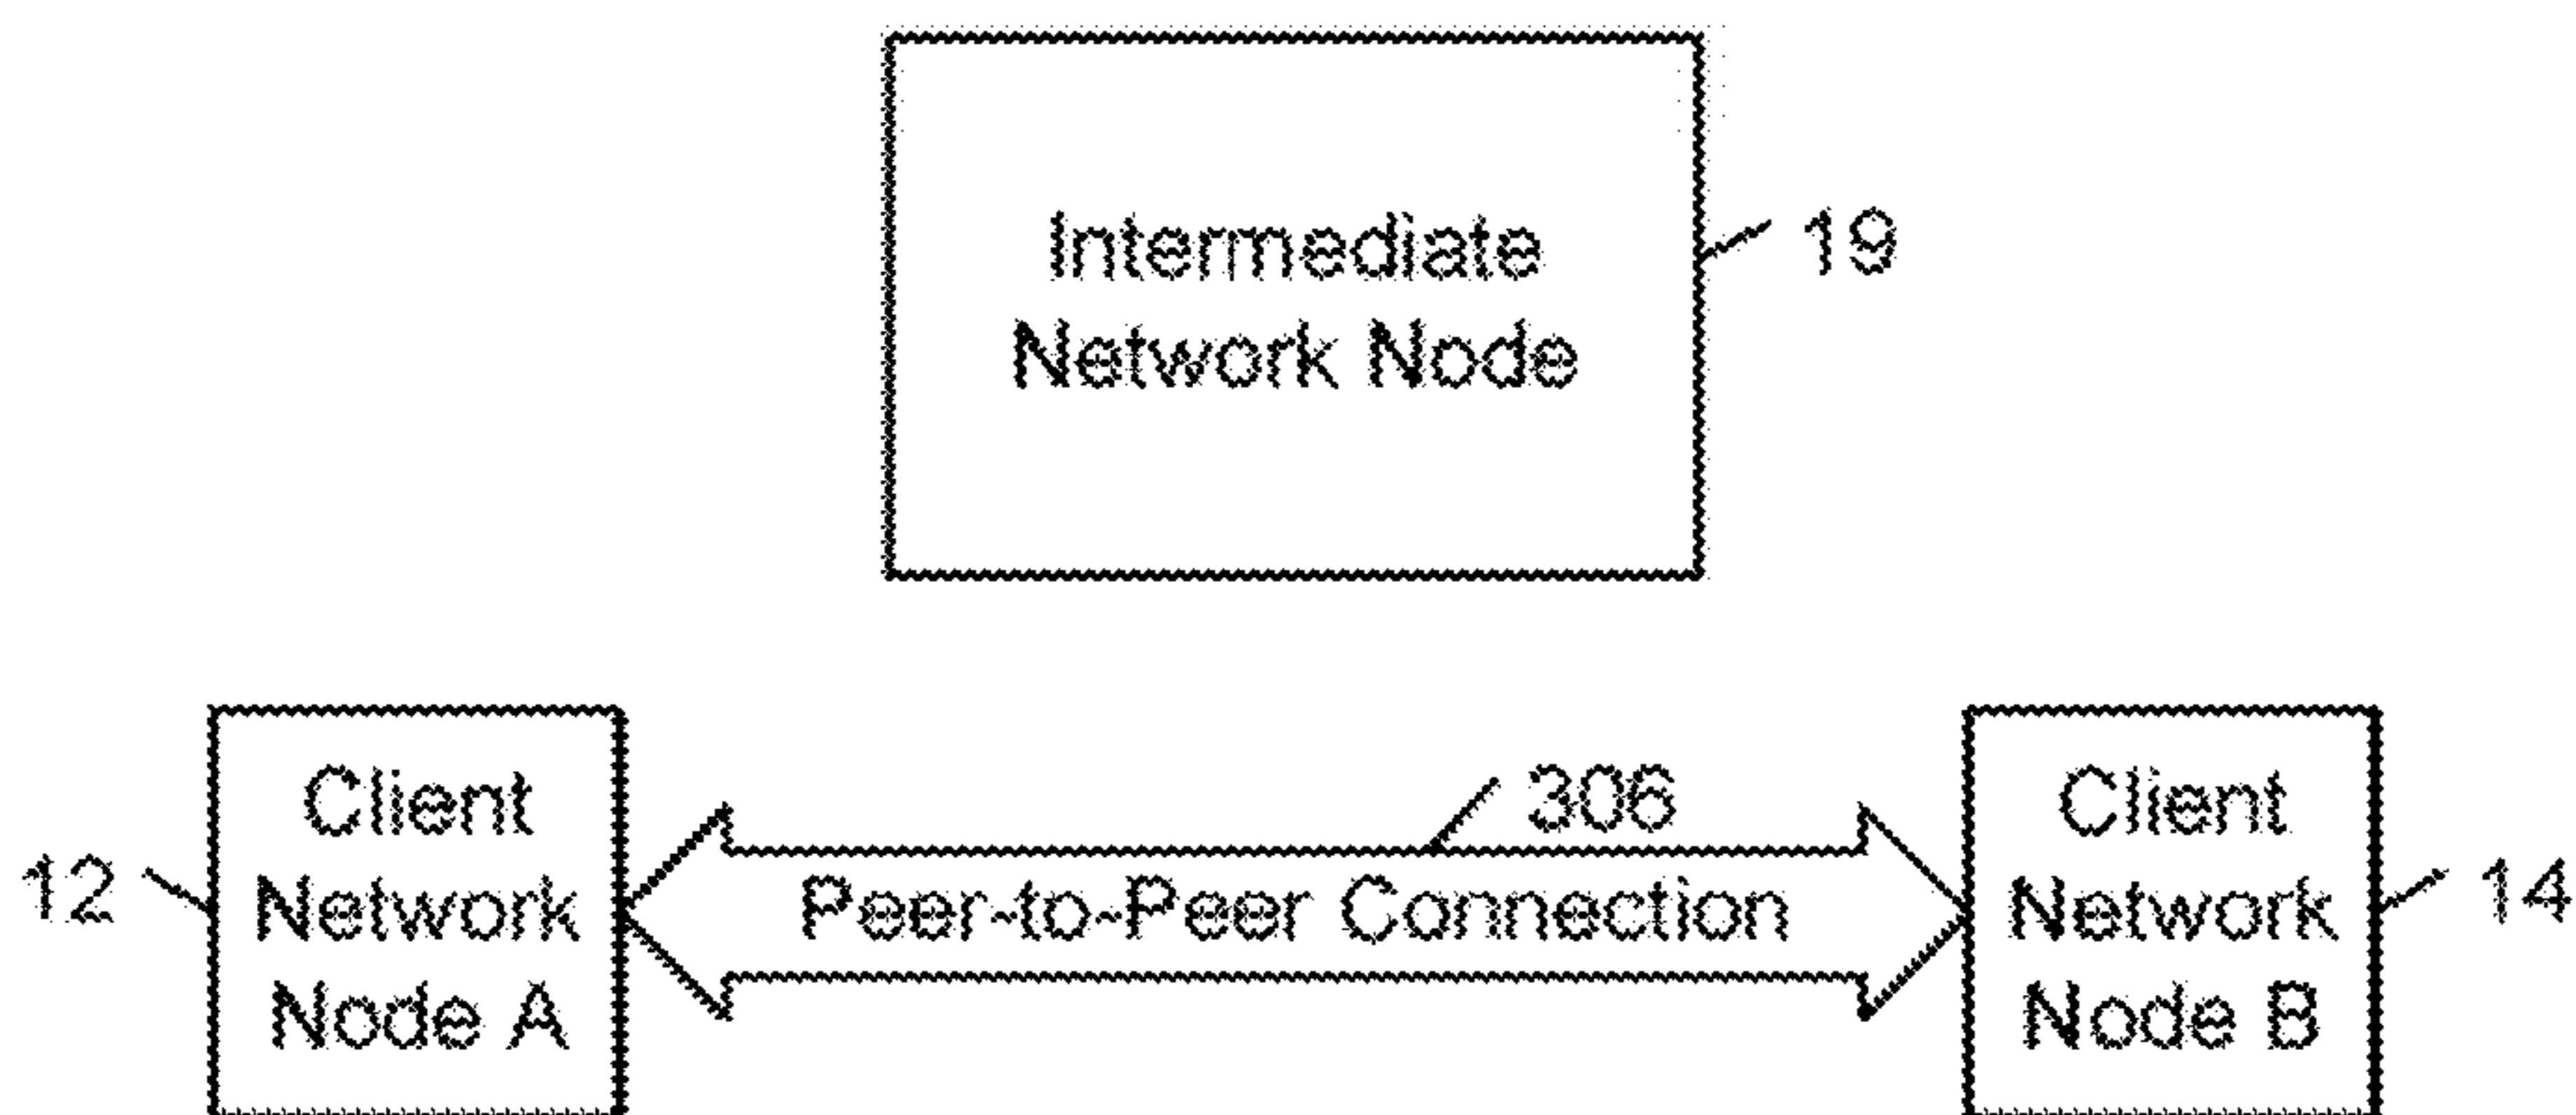 Intermediate
Network Node
19
Client
Network
Node A
12
306
Peer-to-Peer Connection
Client
Network
Node B
14